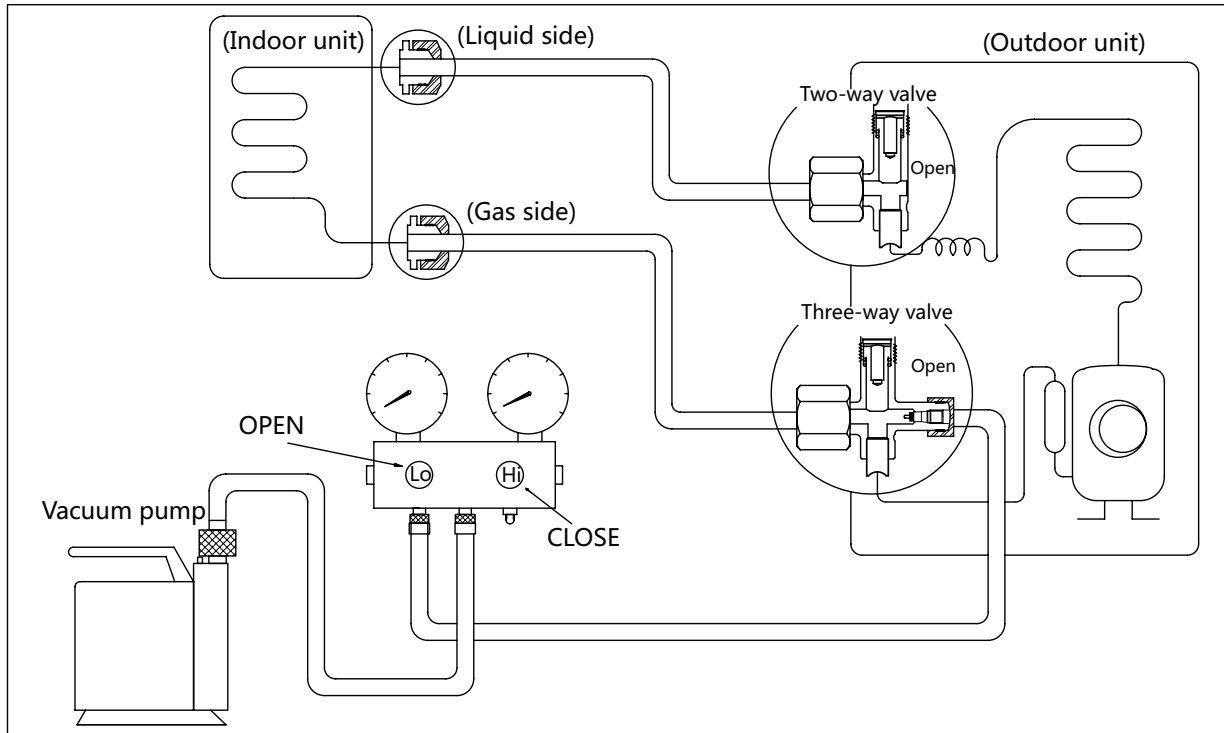 (Indoor unit)
(Liquid side)
(Outdoor unit)
Two-way valve
Open
(Gas side)
Three-way valve
Open
OPEN
Lo
Hi
CLOSE
Vacuum pump